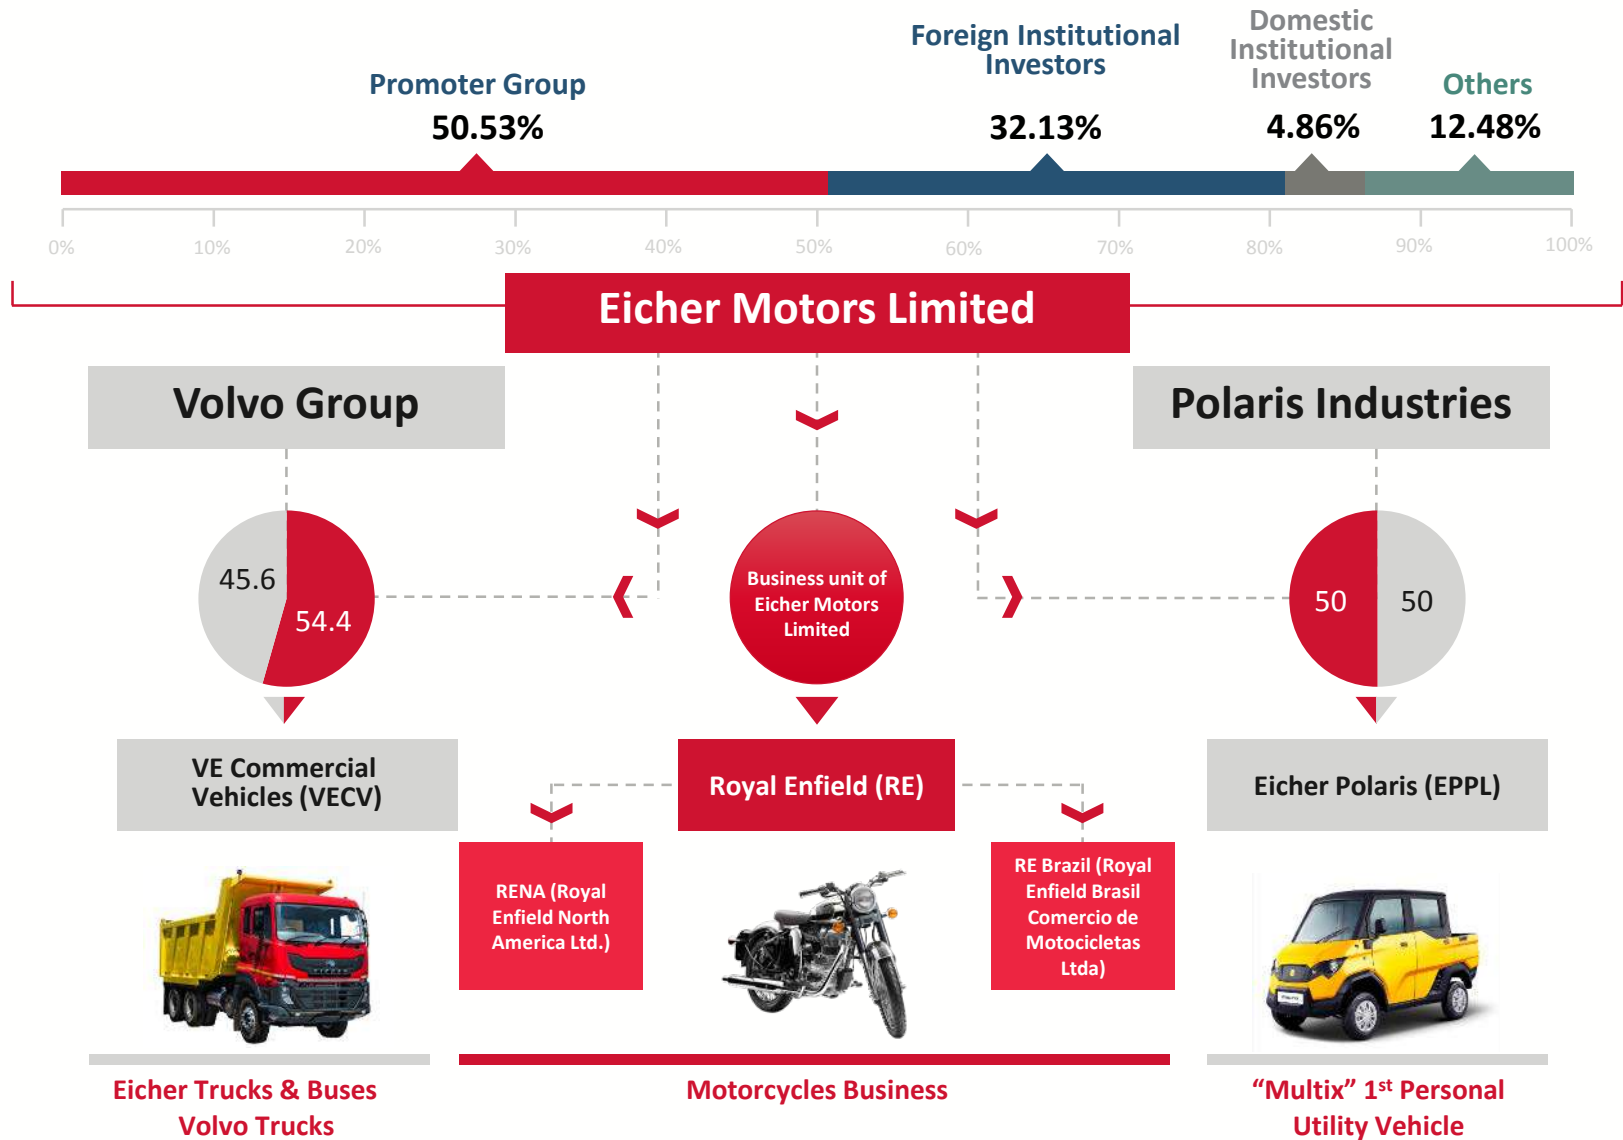 Promoter Group
50.53%
Foreign Institutional
Investors
32.13%
Domestic
Institutional
Investors
4.86%
Others
12.48%
0% 10% 20% 30% 40% 50% 60% 70% 80% 90% 100%
Eicher Motors Limited
Volvo Group
Polaris Industries
45.6
54.4
Business unit of
Eicher Motors
Limited
50
50
VE Commercial
Vehicles (VECV)
Royal Enfield (RE)
Eicher Polaris (EPPL)
RENA (Royal
Enfield North
America Ltd.)
RE Brazil (Royal
Enfield Brasil
Comercio de
Motocicletas
Ltda)
EICHER
Eicher Trucks & Buses
Volvo Trucks
Motorcycles Business
“Multix” 1st Personal
Utility Vehicle